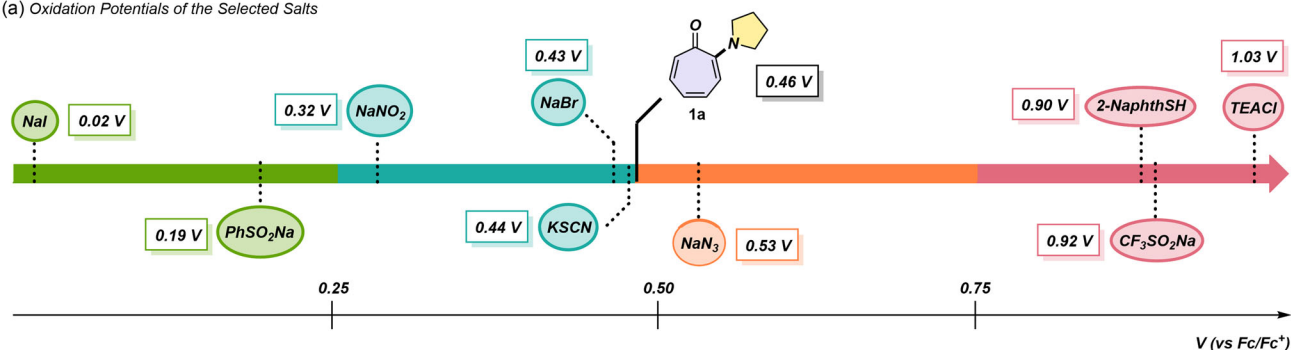 (a) Oxidation Potentials of the Selected Salts
O
N
1a
0.46 V
NaI
0.02 V
0.32 V
NaNO2
0.43 V
NaBr
0.90 V
2-NaphthSH
1.03 V
TEACl
0.19 V
PhSO2Na
0.44 V
KSCN
NaN3
0.53 V
0.92 V
CF3SO2Na
0.25
0.50
0.75
V (vs Fc/Fc+)